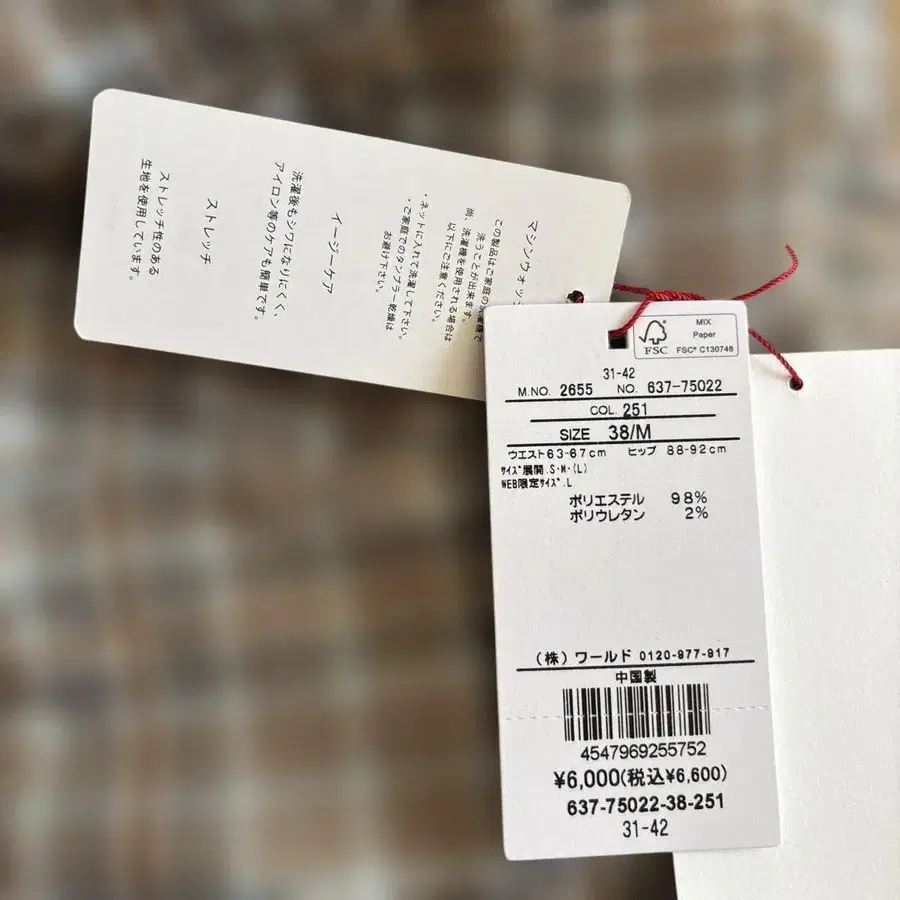 マシンウォッシ
この製品はご家庭の洗濯機で
洗うことが出来ます。
尚、洗濯機を使用される場合は
以下にご注意ください。
・ネットに入れて洗濯して下さい。
・ご家庭でのタンブラー乾燥は
お避け下さい。
イージーケア
洗濯後もシワになりにくく、
アイロン等のケアも簡単です。
ストレッチ
ストレッチ性のある
生地を使用しています。
FSC
MIX
Paper
FSC® C130748
31-42
M.NO. 2655 NO. 637-75022
COL. 251
SIZE 38/M
ウエスト63-67cm ヒップ 88-92cm
ｻｲｽﾞ展開.S･M･(L)
WEB限定ｻｲｽﾞ.L
ポリエステル 98%
ポリウレタン 2%
(株)ワールド 0120-977-917
中国製
4547969255752
¥6,000(税込¥6,600)
637-75022-38-251
31-42